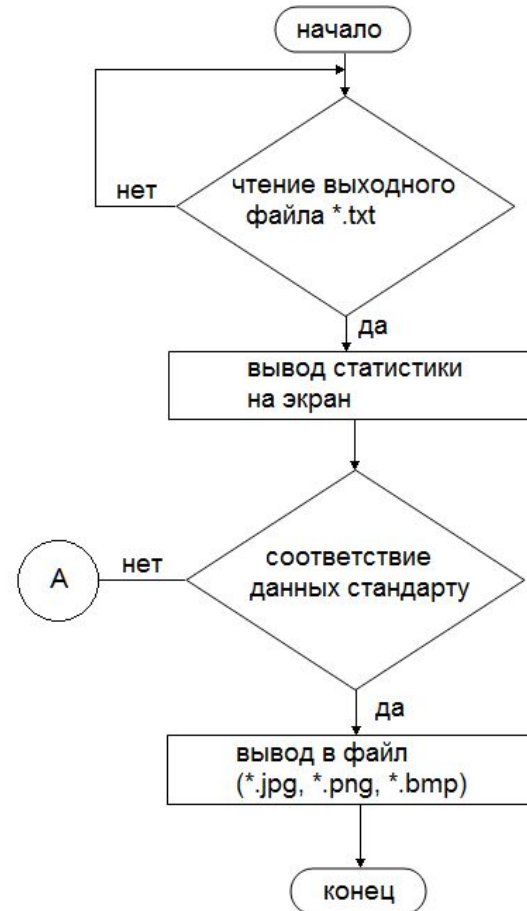 начало
нет
чтение выходного
файла *.txt
да
вывод статистики
на экран
А
нет
соответствие
данных стандарту
да
вывод в файл
(*.jpg, *.png, *.bmp)
конец